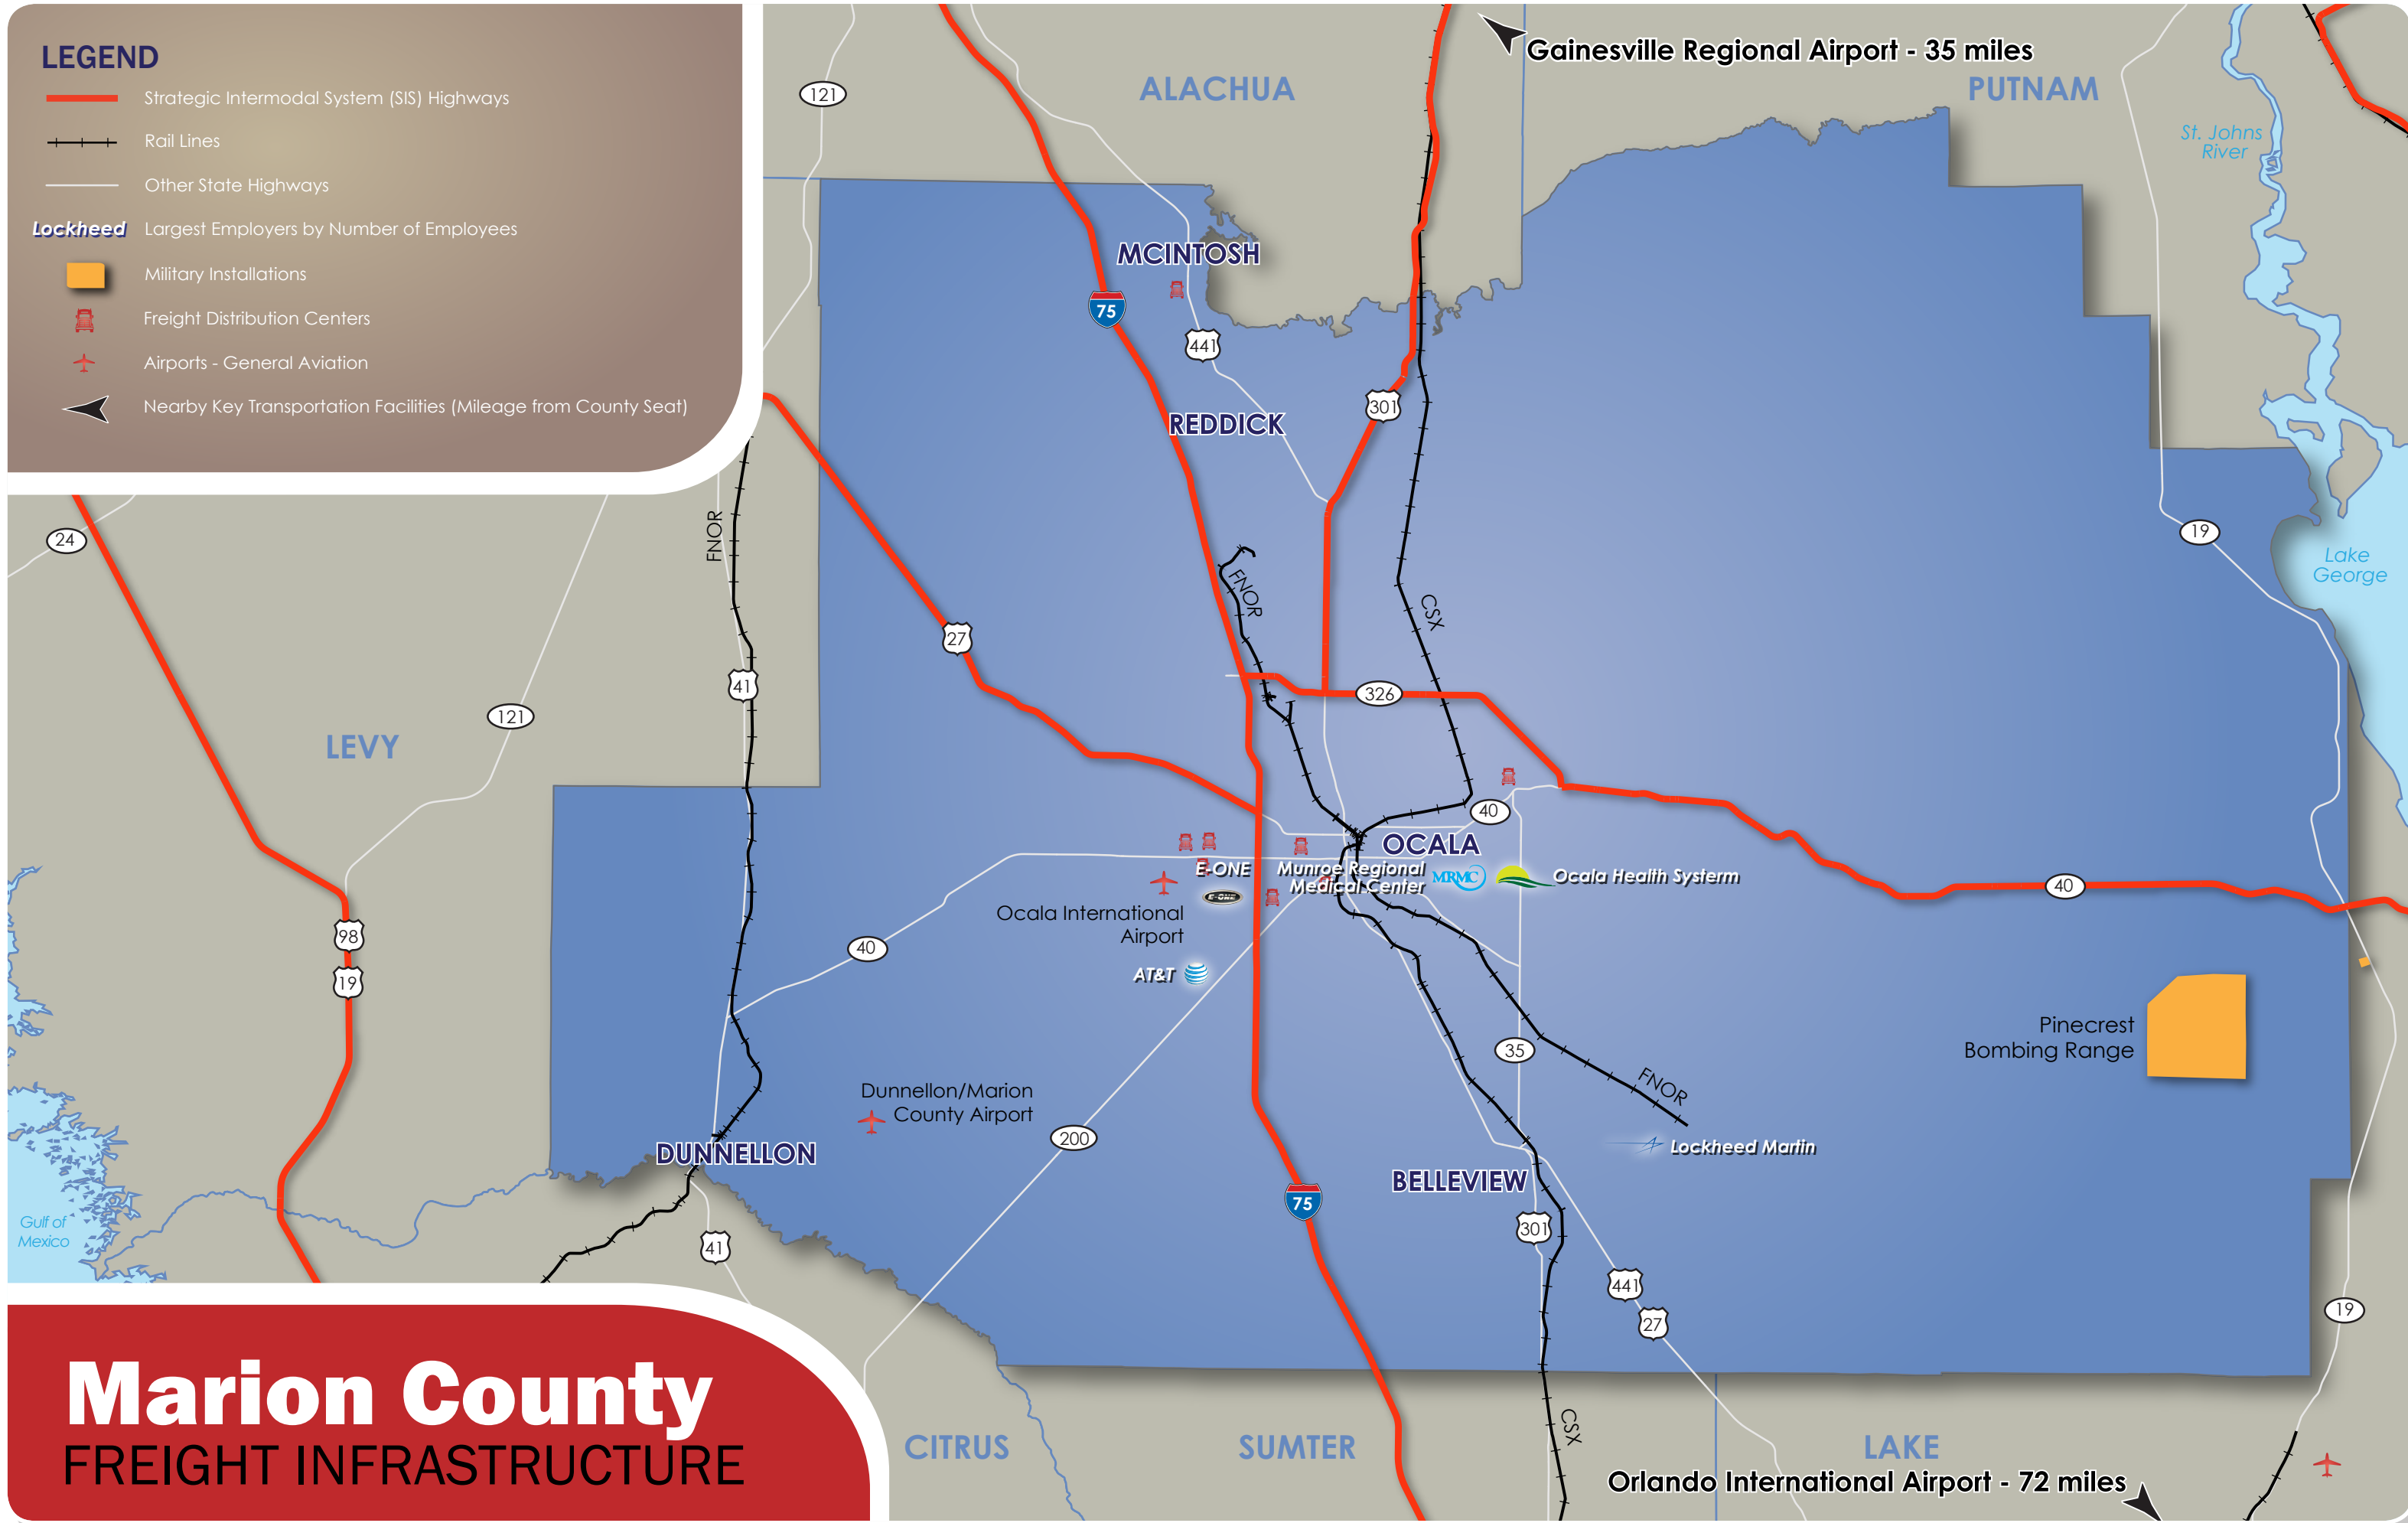 LEGEND
Strategic Intermodal System (SIS) Highways
Rail Lines
Other State Highways
Lockheed Largest Employers by Number of Employees
Military Installations
Freight Distribution Centers
Airports - General Aviation
Nearby Key Transportation Facilities (Mileage from County Seat)
Gainesville Regional Airport - 35 miles
ALACHUA
PUTNAM
121
St. Johns
River
MCINTOSH
75
441
301
REDDICK
24
FNOR
19
Lake
George
FNOR
CSX
27
41
326
121
LEVY
40
OCALA
E-ONE
Munroe Regional
Medical Center
MRMC
Ocala Health Systerm
E-ONE
40
Ocala International
Airport
98
40
AT&T
19
Pinecrest
Bombing Range
35
FNOR
Dunnellon/Marion
County Airport
200
Lockheed Martin
DUNNELLON
BELLEVIEW
75
Gulf of
Mexico
301
41
441
27
19
Marion County
FREIGHT INFRASTRUCTURE
CSX
CITRUS
SUMTER
LAKE
Orlando International Airport - 72 miles